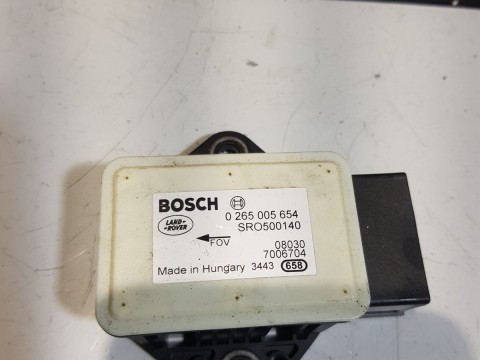 BOSCH
0 265 005 654
LAND-
ROVER
SRO500140
FOV
08030
7006704
Made in Hungary 3443 658